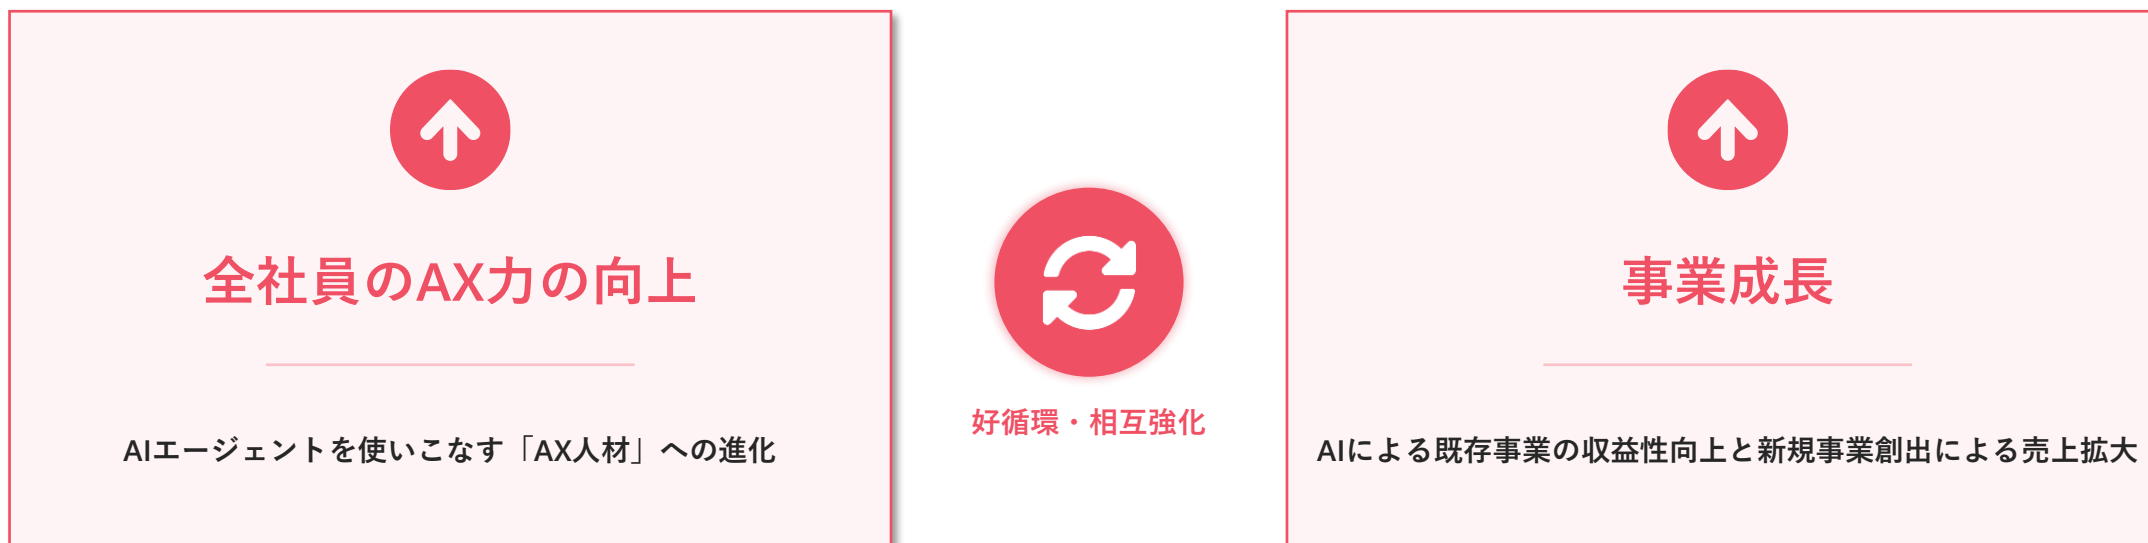 全社員のAX力の向上
AIエージェントを使いこなす「AX人材」への進化
好循環・相互強化
事業成長
AIによる既存事業の収益性向上と新規事業創出による売上拡大